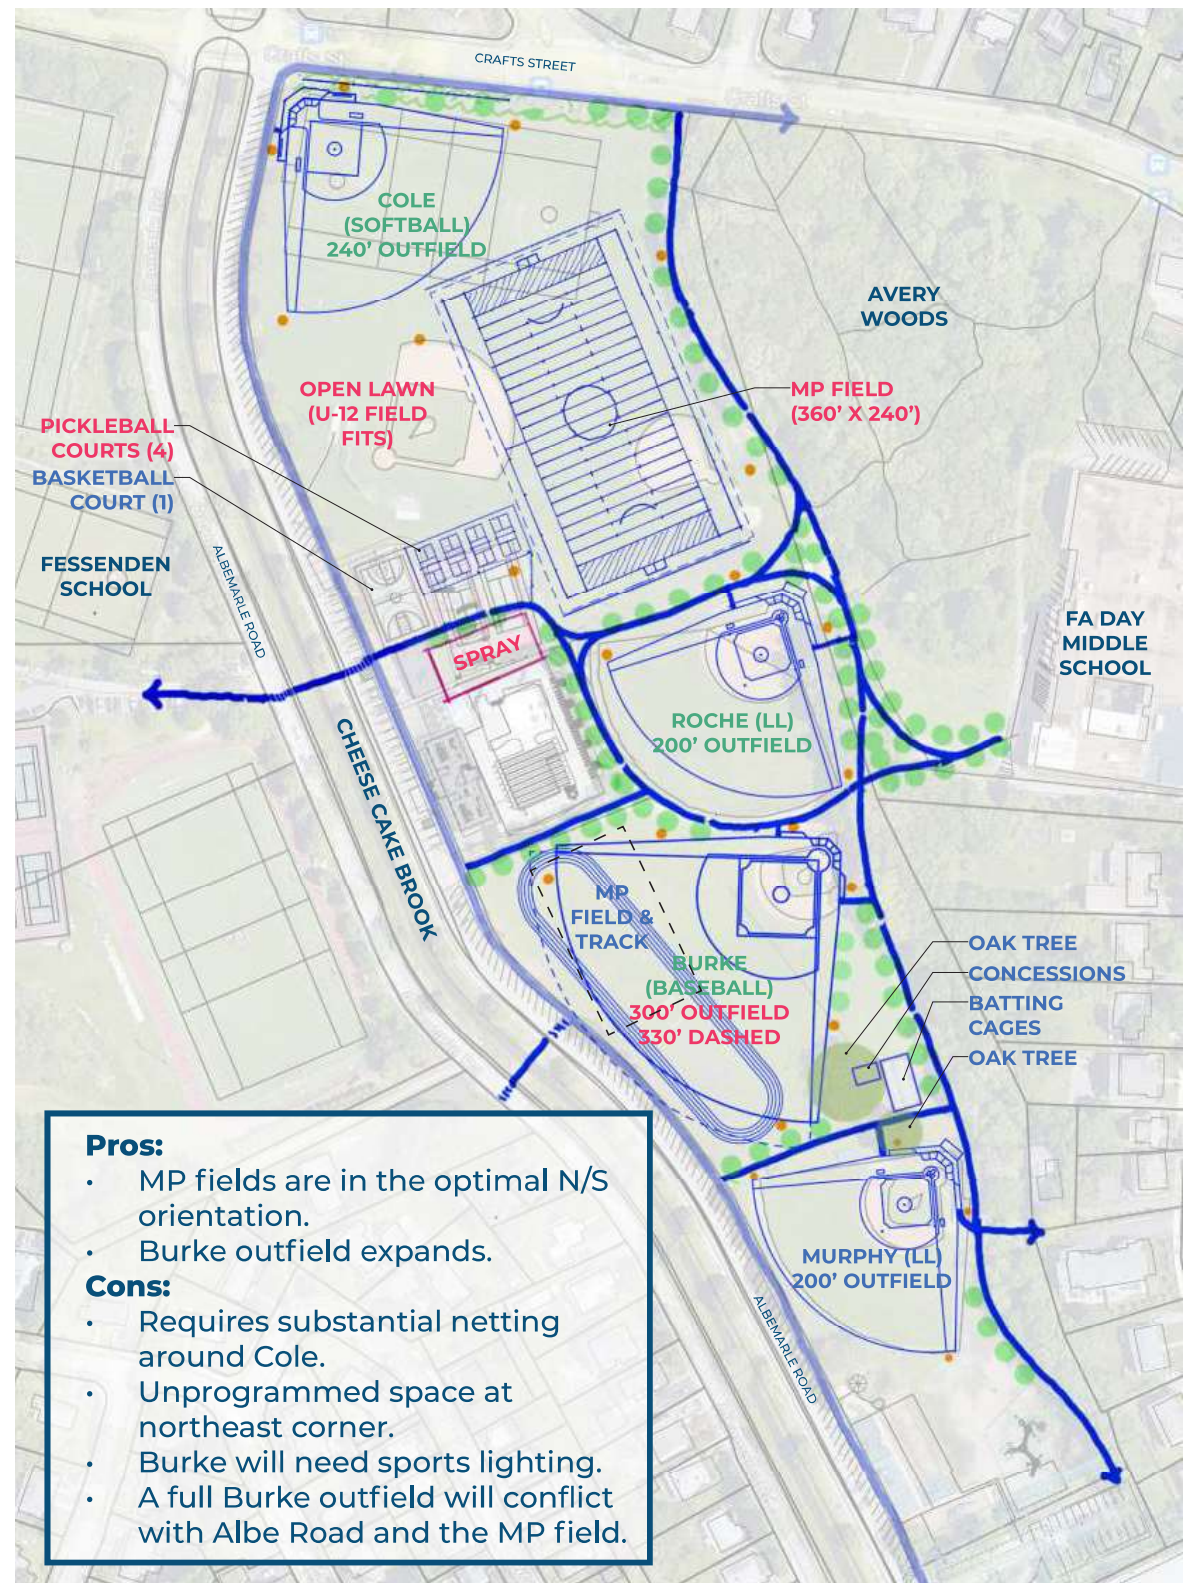 CRAFTS STREET
Crafts St
Crafts St
COLE
(SOFTBALL)
240' OUTFIELD
AVERY
WOODS
OPEN LAWN
(U-12 FIELD
FITS)
MP FIELD
(360' X 240')
PICKLEBALL
COURTS (4)
BASKETBALL
COURT (1)
FESSENDEN
SCHOOL
ALBEMARLE ROAD
SPRAY
FA DAY
MIDDLE
SCHOOL
ROCHE (LL)
200' OUTFIELD
CHEESE CAKE BROOK
MP
FIELD &
TRACK
BURKE
(BASEBALL)
300' OUTFIELD
330' DASHED
OAK TREE
CONCESSIONS
BATTING
CAGES
OAK TREE
MURPHY (LL)
200' OUTFIELD
ALBEMARLE ROAD
Pros:
• MP fields are in the optimal N/S
orientation.
• Burke outfield expands.
Cons:
• Requires substantial netting
around Cole.
• Unprogrammed space at
northeast corner.
• Burke will need sports lighting.
• A full Burke outfield will conflict
with Albe Road and the MP field.